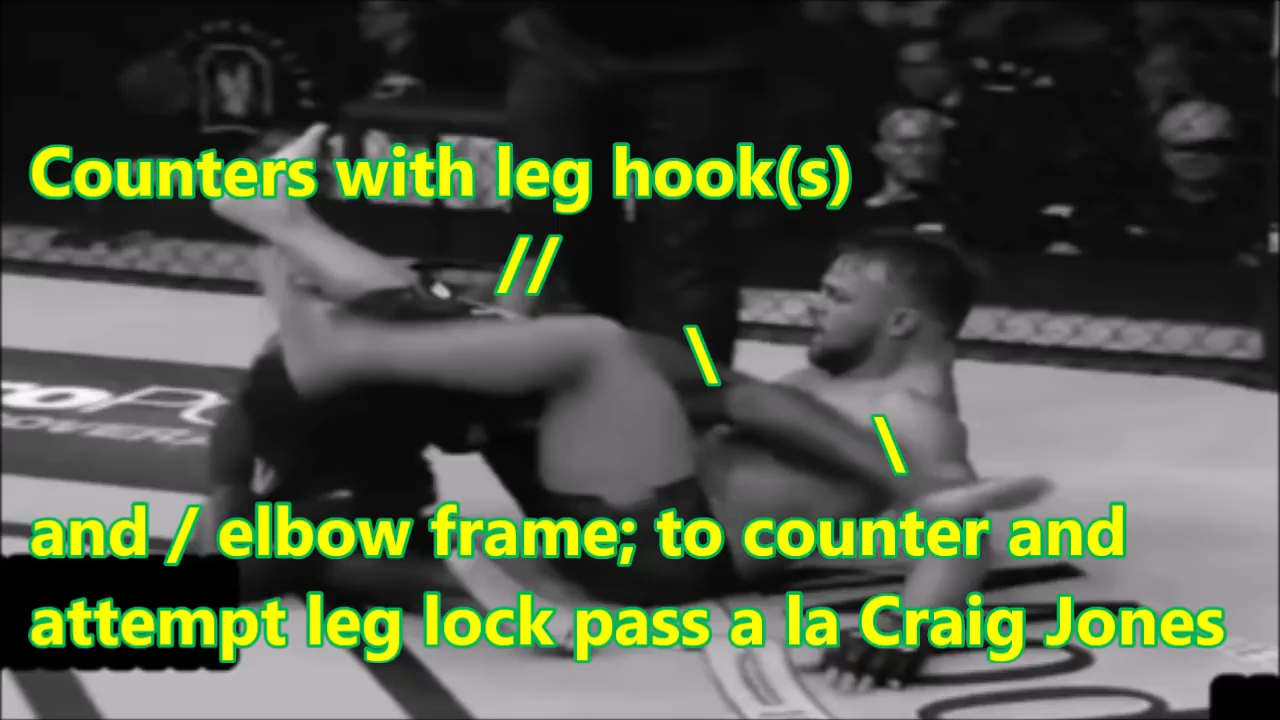 Counters with leg hook(s)
//
\
\
and / elbow frame; to counter and
attempt leg lock pass a la Craig Jones